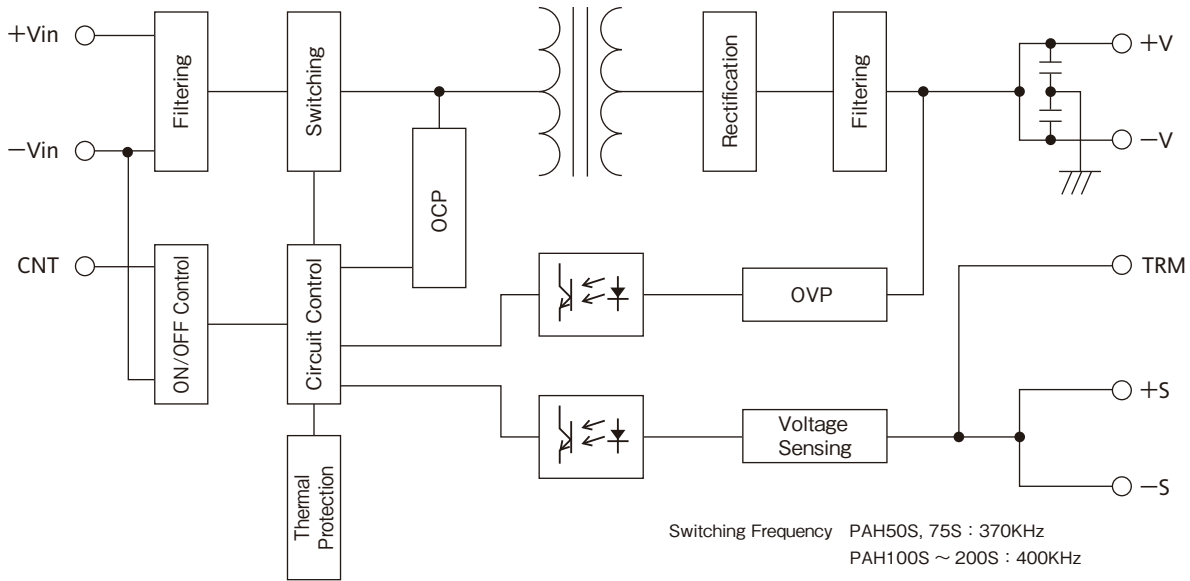 +Vin
−Vin
CNT
Filtering
Switching
OCP
ON/OFF Control
Circuit Control
Thermal
Protection
Rectification
Filtering
OVP
Voltage
Sensing
+V
−V
TRM
+S
−S
Switching Frequency PAH50S, 75S : 370KHz
PAH100S ~ 200S : 400KHz